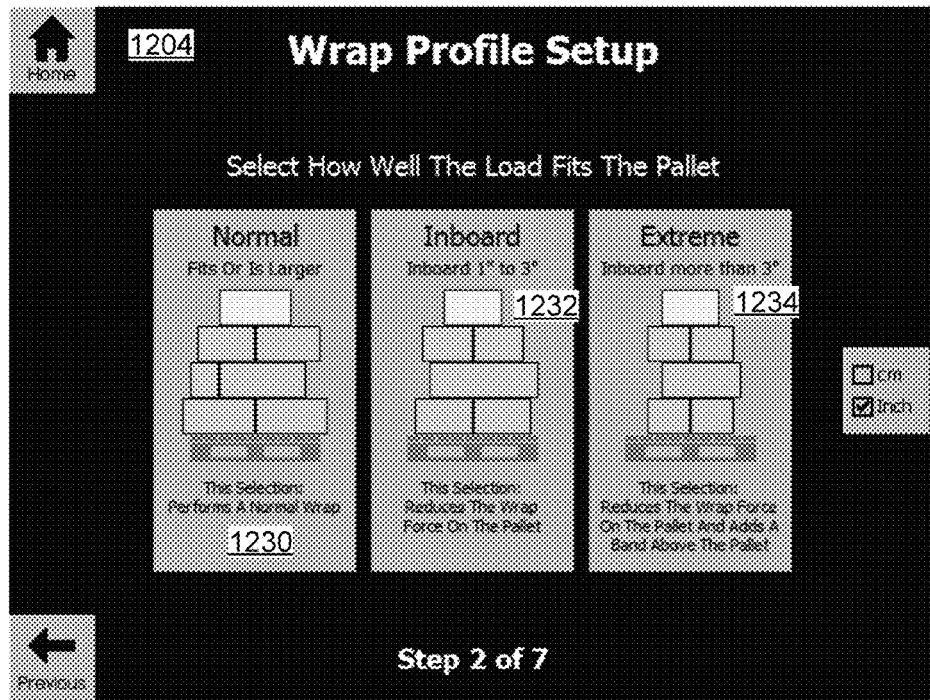 Home
1204
Wrap Profile Setup
Select How Well The Load Fits The Pallet
Normal
Fits Or Is Larger
This Selection:
Performs A Normal Wrap
1230
Inboard
Inboard 1" to 3"
1232
This Selection:
Reduces The Wrap
Force On The Pallet
Extreme
Inboard more than 3"
1234
This Selection:
Reduces The Wrap Force
On The Pallet And Adds A
Band Above The Pallet
cm
Inch
Previous
Step 2 of 7